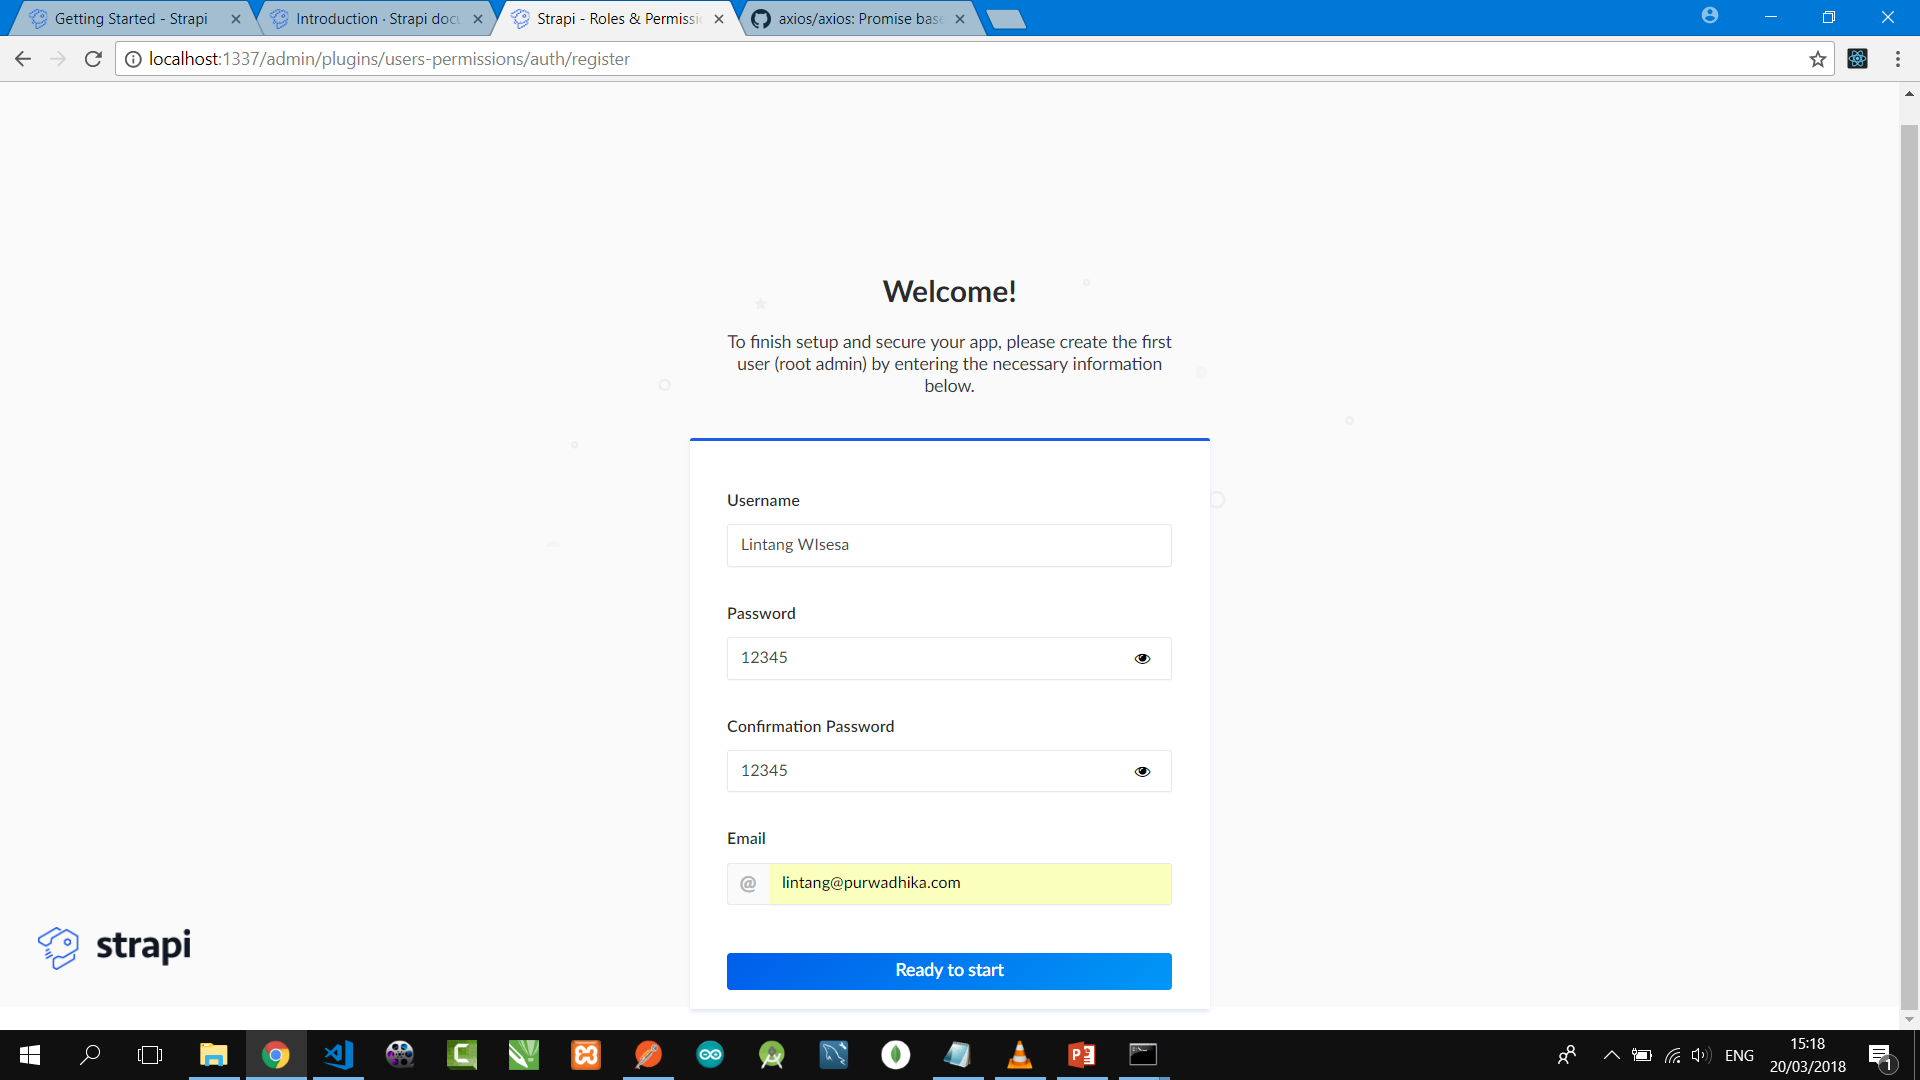 Getting Started - Strapi
Introduction · Strapi docu
Strapi - Roles & Permissi
axios/axios: Promise base
localhost:1337/admin/plugins/users-permissions/auth/register
Welcome!
To finish setup and secure your app, please create the first
user (root admin) by entering the necessary information
below.
Username
Lintang WIsesa
Password
12345
Confirmation Password
12345
Email
@ lintang@purwadhika.com
Ready to start
strapi
ENG
15:18
20/03/2018
1